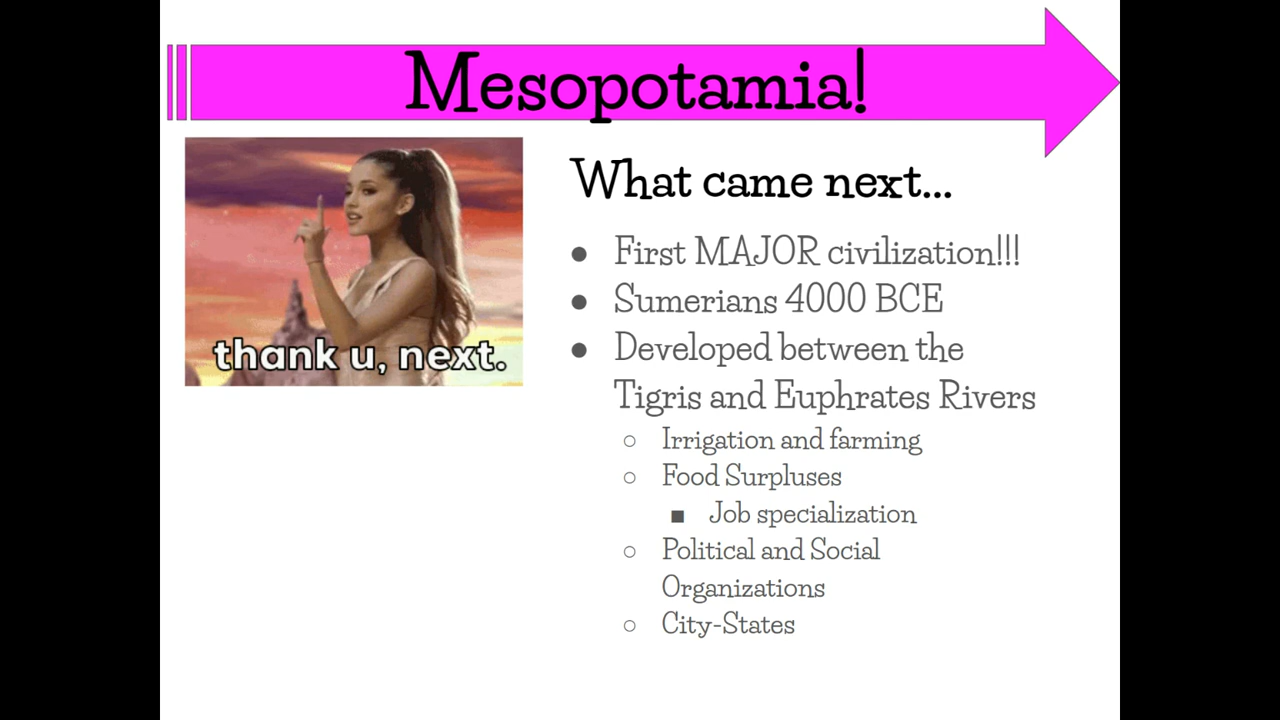 Mesopotamia!
thank u, next.
What came next...
● First MAJOR civilization!!!
● Sumerians 4000 BCE
● Developed between the
Tigris and Euphrates Rivers
○ Irrigation and farming
○ Food Surpluses
■ Job specialization
○ Political and Social
Organizations
○ City-States